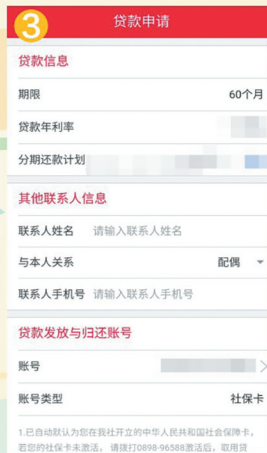 3
贷款申请
贷款信息
期限 60个月
贷款年利率
分期还款计划
其他联系人信息
联系人姓名 请输入联系人姓名
与本人关系 配偶
联系人手机号 请输入联系人手机号
贷款发放与归还账号
账号
账号类型 社保卡
1.已自动默认为您在我社开立的中华人民共和国社会保障卡，
若您的社保卡未激活， 请拨打0898-96588激活后，取用贷